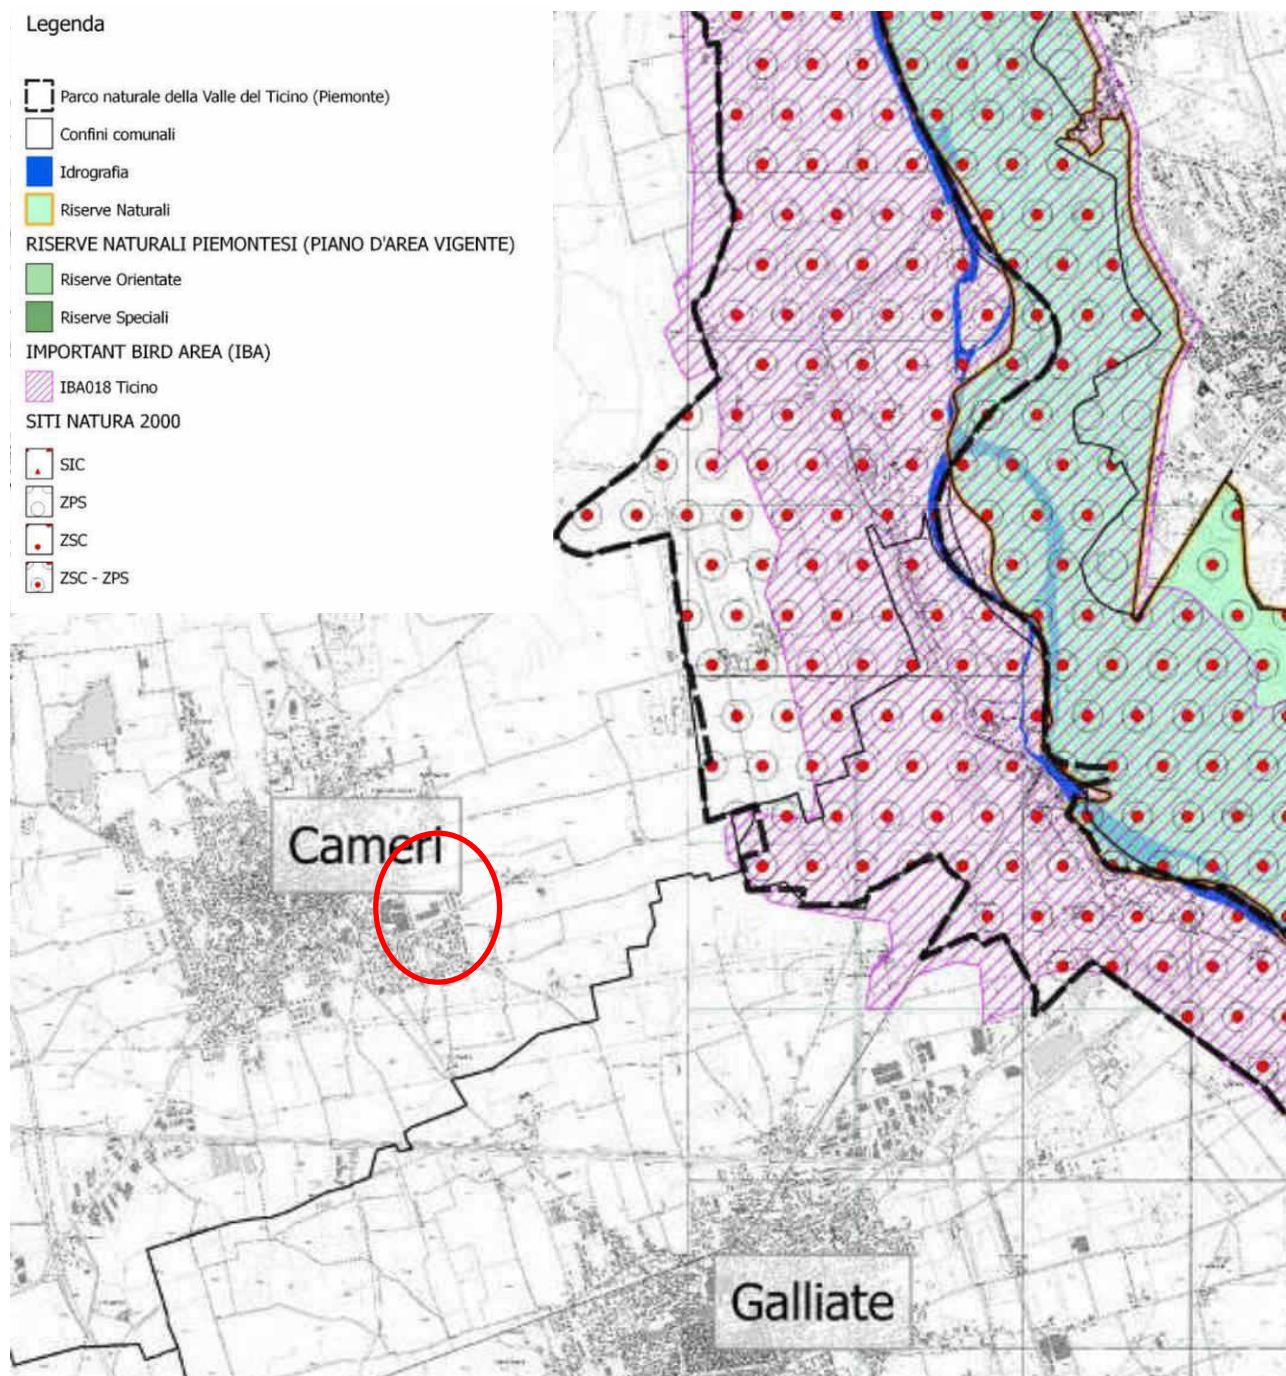 Legenda
Parco naturale della Valle del Ticino (Piemonte)
Confini comunali
Idrografia
Riserve Naturali
RISERVE NATURALI PIEMONTESI (PIANO D'AREA VIGENTE)
Riserve Orientate
Riserve Speciali
IMPORTANT BIRD AREA (IBA)
IBA018 Ticino
SITI NATURA 2000
SIC
ZPS
ZSC
ZSC - ZPS
Cameri
Galliate